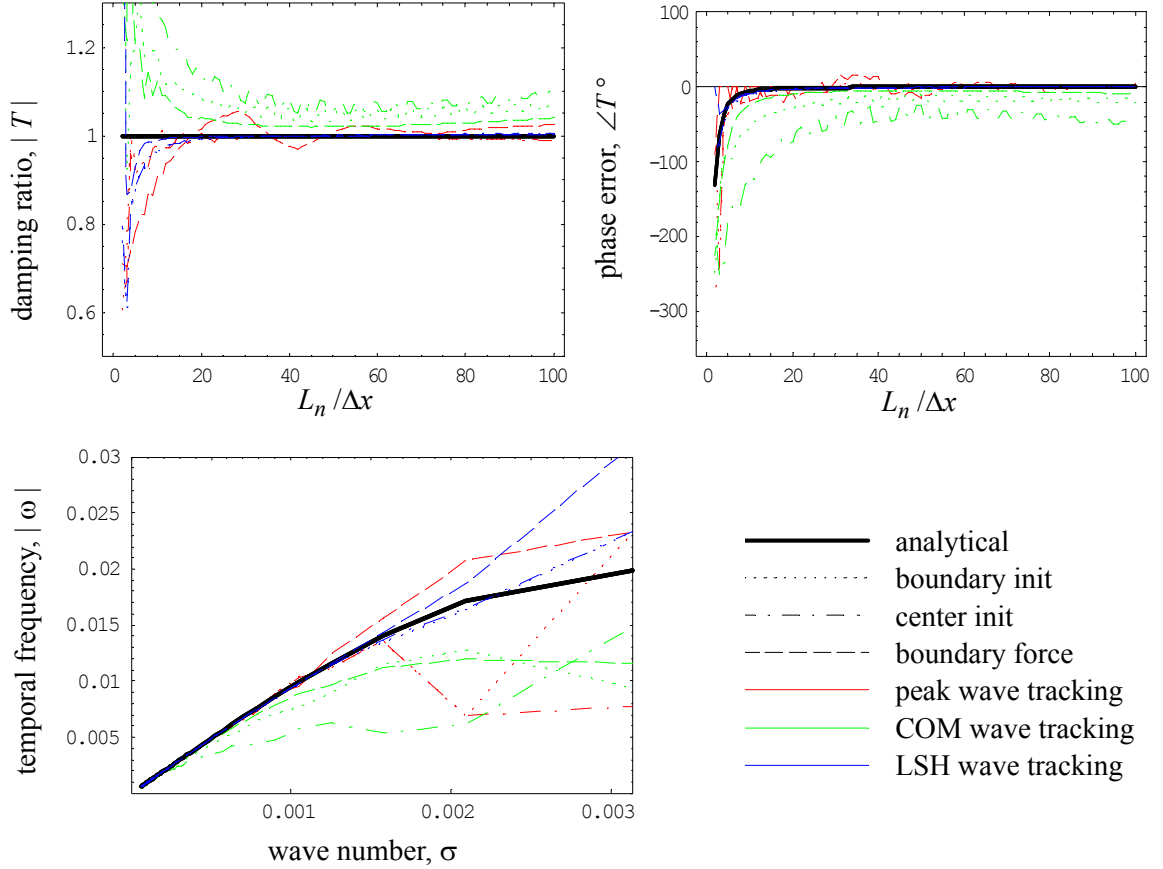 1.2
1
0.8
0.6
damping ratio, | T |
0 20 40 60 80 100
Lₙ /Δx
100
0
−100
−200
−300
phase error, ∠T°
0 20 40 60 80 100
Lₙ /Δx
0.03
0.025
0.02
0.015
0.01
0.005
temporal frequency, | ω |
0.001 0.002 0.003
wave number, σ
analytical
boundary init
center init
boundary force
peak wave tracking
COM wave tracking
LSH wave tracking